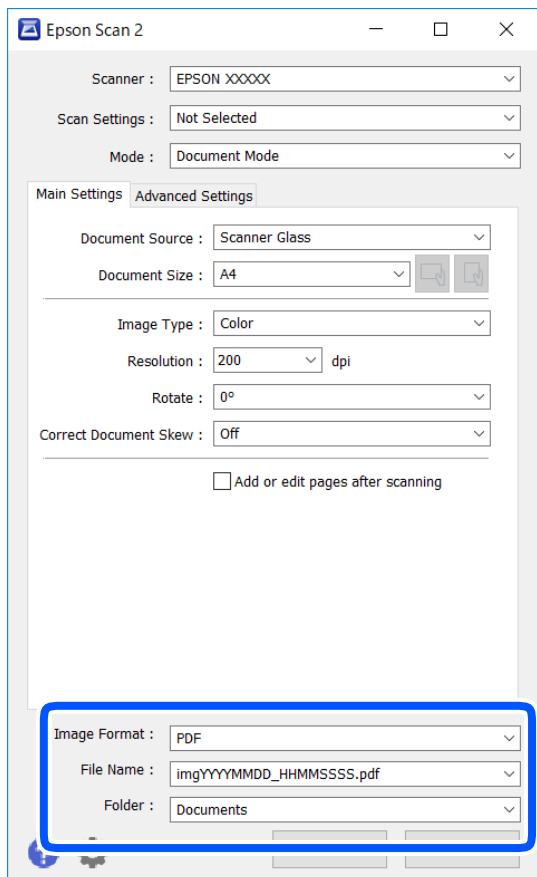 Epson Scan 2
Scanner : EPSON XXXXX
Scan Settings : Not Selected
Mode : Document Mode
Main Settings Advanced Settings
Document Source : Scanner Glass
Document Size : A4
Image Type : Color
Resolution : 200 dpi
Rotate : 0°
Correct Document Skew : Off
Add or edit pages after scanning
Image Format : PDF
File Name : imgYYYYMMDD_HHMMSSSS.pdf
Folder : Documents